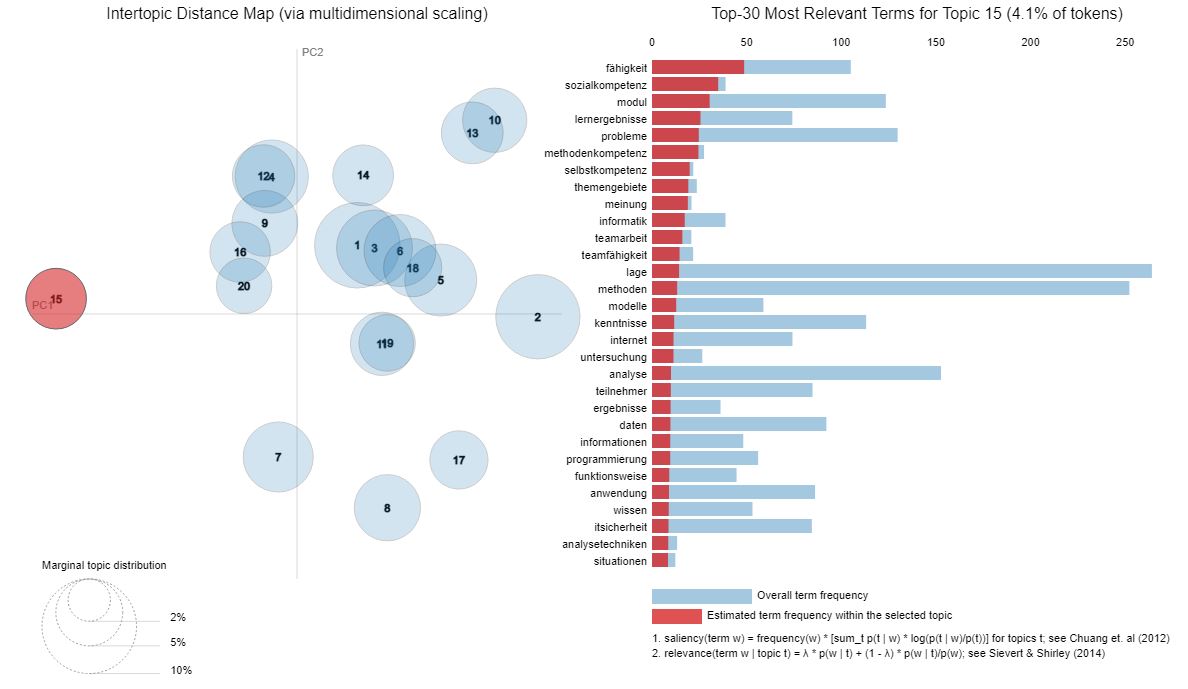 Intertopic Distance Map (via multidimensional scaling)
PC2
PC1
10
13
124
14
9
1
3
6
16
18
5
20
15
2
119
7
17
8
Marginal topic distribution
2%
5%
10%
Top-30 Most Relevant Terms for Topic 15 (4.1% of tokens)
0 50 100 150 200 250
fähigkeit
sozialkompetenz
modul
lernergebnisse
probleme
methodenkompetenz
selbstkompetenz
themengebiete
meinung
informatik
teamarbeit
teamfähigkeit
lage
methoden
modelle
kenntnisse
internet
untersuchung
analyse
teilnehmer
ergebnisse
daten
informationen
programmierung
funktionsweise
anwendung
wissen
itsicherheit
analysetechniken
situationen
Overall term frequency
Estimated term frequency within the selected topic
1. saliency(term w) = frequency(w) * [sum_t p(t | w) * log(p(t | w)/p(t))] for topics t; see Chuang et. al (2012)
2. relevance(term w | topic t) = λ * p(w | t) + (1 - λ) * p(w | t)/p(w); see Sievert & Shirley (2014)